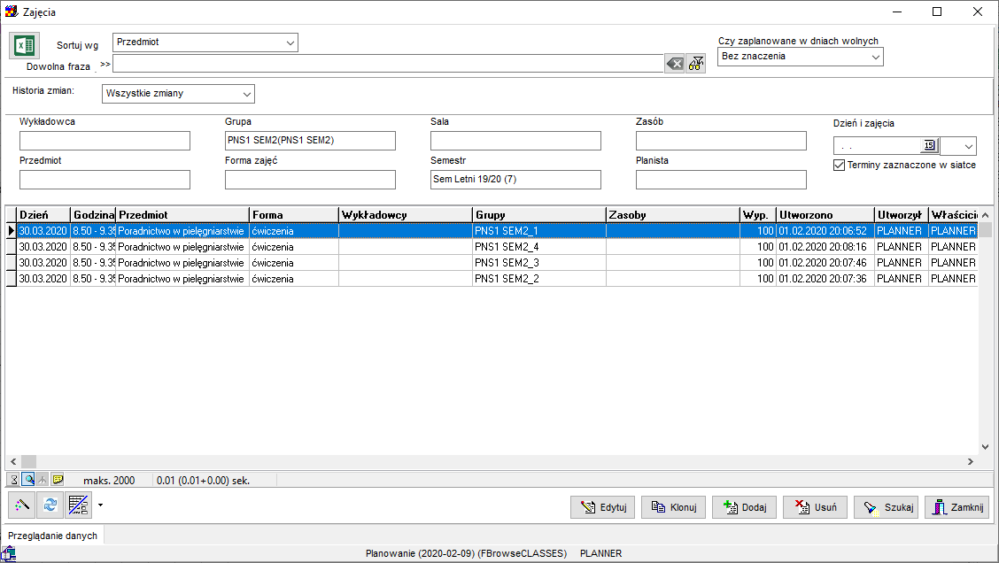 Zajęcia
Sortuj wg Przedmiot
Czy zaplanowane w dniach wolnych
Dowolna fraza >>
Bez znaczenia
Historia zmian: Wszystkie zmiany
Wykładowca Grupa Sala Zasób Dzień i zajęcia
PNS1 SEM2(PNS1 SEM2) . . 15
Przedmiot Forma zajęć Semestr Planista Terminy zaznaczone w siatce
Sem Letni 19/20 (7)
Dzień Godzina Przedmiot Forma Wykładowcy Grupy Zasoby Wyp. Utworzono Utworzył Właścicie
30.03.2020 8.50 - 9.35 Poradnictwo w pielęgniarstwie ćwiczenia PNS1 SEM2_1 100 01.02.2020 20:06:52 PLANNER PLANNER
30.03.2020 8.50 - 9.35 Poradnictwo w pielęgniarstwie ćwiczenia PNS1 SEM2_4 100 01.02.2020 20:08:16 PLANNER PLANNER
30.03.2020 8.50 - 9.35 Poradnictwo w pielęgniarstwie ćwiczenia PNS1 SEM2_3 100 01.02.2020 20:07:46 PLANNER PLANNER
30.03.2020 8.50 - 9.35 Poradnictwo w pielęgniarstwie ćwiczenia PNS1 SEM2_2 100 01.02.2020 20:07:36 PLANNER PLANNER
maks. 2000 0.01 (0.01+0.00) sek.
Edytuj Klonuj Dodaj Usuń Szukaj Zamknij
Przeglądanie danych
Planowanie (2020-02-09) (FBrowseCLASSES) PLANNER